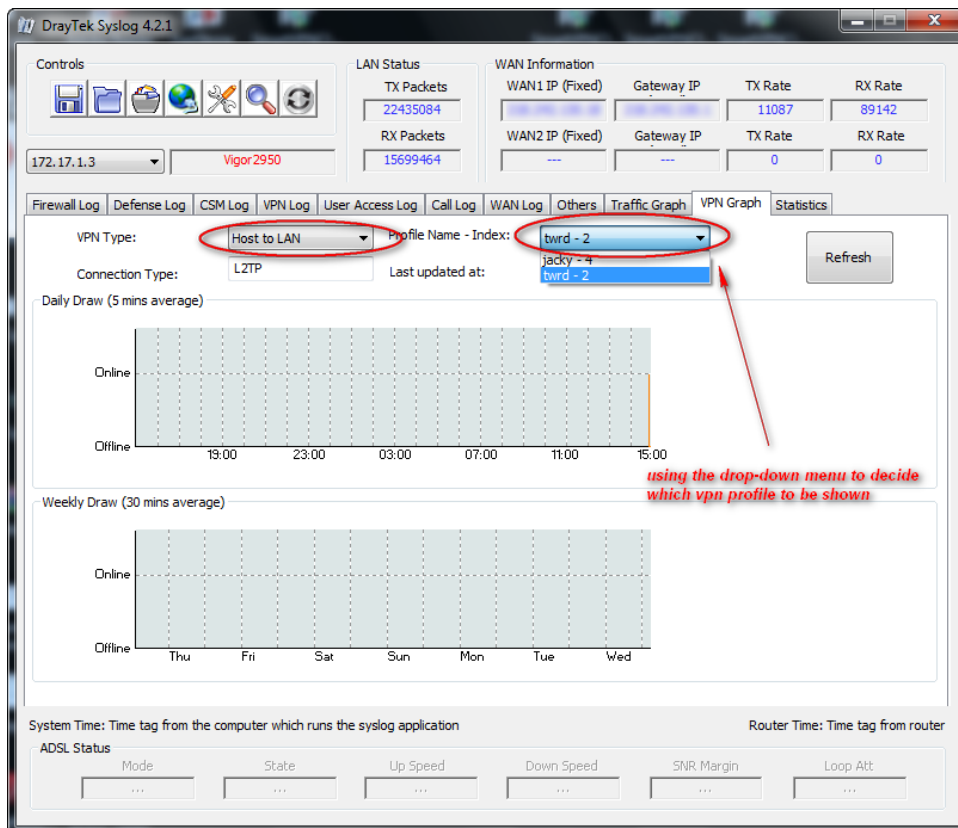 DrayTek Syslog 4.2.1
Controls
LAN Status
TX Packets
22435084
RX Packets
15699464
WAN Information
WAN1 IP (Fixed) Gateway IP TX Rate RX Rate
11087 89142
WAN2 IP (Fixed) Gateway IP TX Rate RX Rate
--- --- 0 0
172.17.1.3 Vigor2950
Firewall Log Defense Log CSM Log VPN Log User Access Log Call Log WAN Log Others Traffic Graph VPN Graph Statistics
VPN Type: Host to LAN Profile Name - Index: twrd - 2
jacky - 4
twrd - 2
Connection Type: L2TP Last updated at:
Refresh
Daily Draw (5 mins average)
Online
Offline
19:00 23:00 03:00 07:00 11:00 15:00
using the drop-down menu to decide
which vpn profile to be shown
Weekly Draw (30 mins average)
Online
Offline
Thu Fri Sat Sun Mon Tue Wed
System Time: Time tag from the computer which runs the syslog application Router Time: Time tag from router
ADSL Status
Mode State Up Speed Down Speed SNR Margin Loop Att
... ... ... ... ... ...